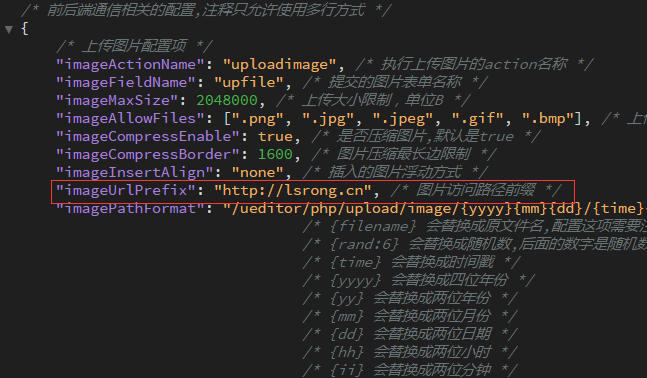 /* 前后端通信相关的配置,注释只允许使用多行方式 */
{
/* 上传图片配置项 */
"imageActionName": "uploadimage", /* 执行上传图片的action名称 */
"imageFieldName": "upfile", /* 提交的图片表单名称 */
"imageMaxSize": 2048000, /* 上传大小限制，单位B */
"imageAllowFiles": [".png", ".jpg", ".jpeg", ".gif", ".bmp"], /* 上
"imageCompressEnable": true, /* 是否压缩图片,默认是true */
"imageCompressBorder": 1600, /* 图片压缩最长边限制 */
"imageInsertAlign": "none", /* 插入的图片浮动方式 */
"imageUrlPrefix": "http://lsrong.cn", /* 图片访问路径前缀 */
"imagePathFormat": "/ueditor/php/upload/image/{yyyy}{mm}{dd}/{time}
/* {filename} 会替换成原文件名,配置这项需要
/* {rand:6} 会替换成随机数,后面的数字是随机数
/* {time} 会替换成时间戳 */
/* {yyyy} 会替换成四位年份 */
/* {yy} 会替换成两位年份 */
/* {mm} 会替换成两位月份 */
/* {dd} 会替换成两位日期 */
/* {hh} 会替换成两位小时 */
/* {ii} 会替换成两位分钟 */